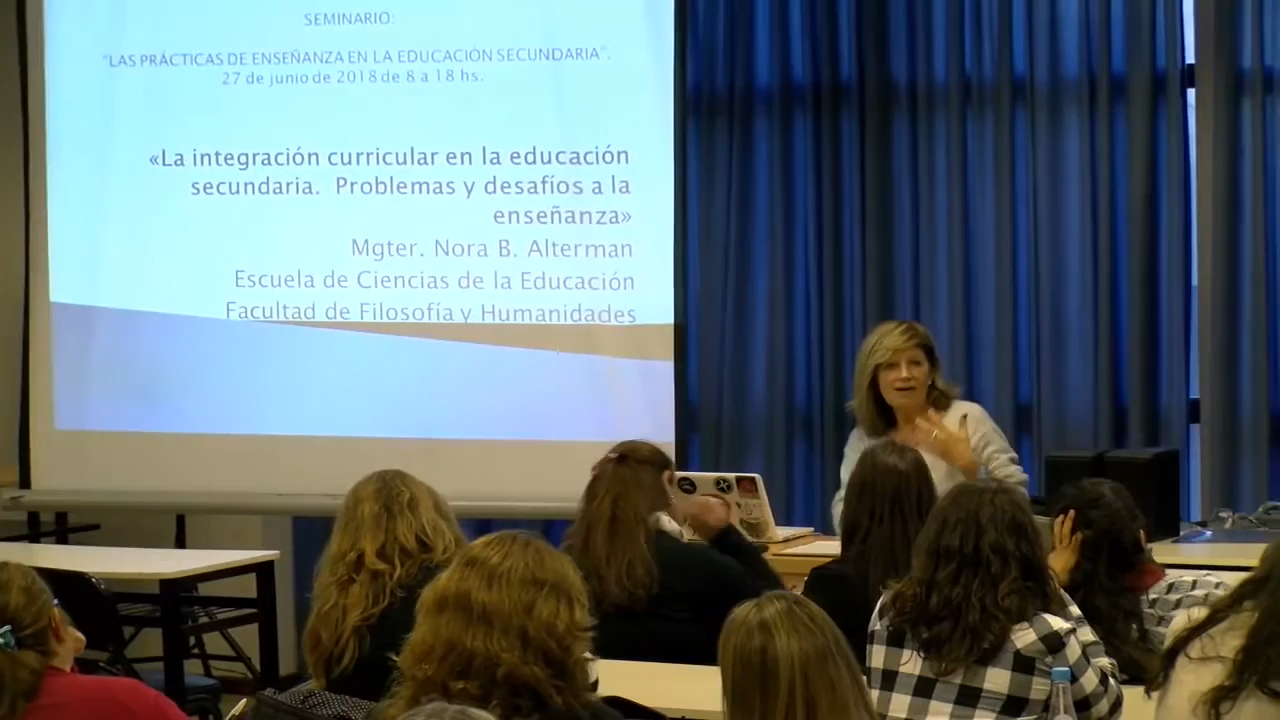 SEMINARIO:
"LAS PRÁCTICAS DE ENSEÑANZA EN LA EDUCACIÓN SECUNDARIA".
27 de junio de 2018 de 8 a 18 hs.
«La integración curricular en la educación
secundaria. Problemas y desafíos a la
enseñanza»
Mgter. Nora B. Alterman
Escuela de Ciencias de la Educación
Facultad de Filosofía y Humanidades